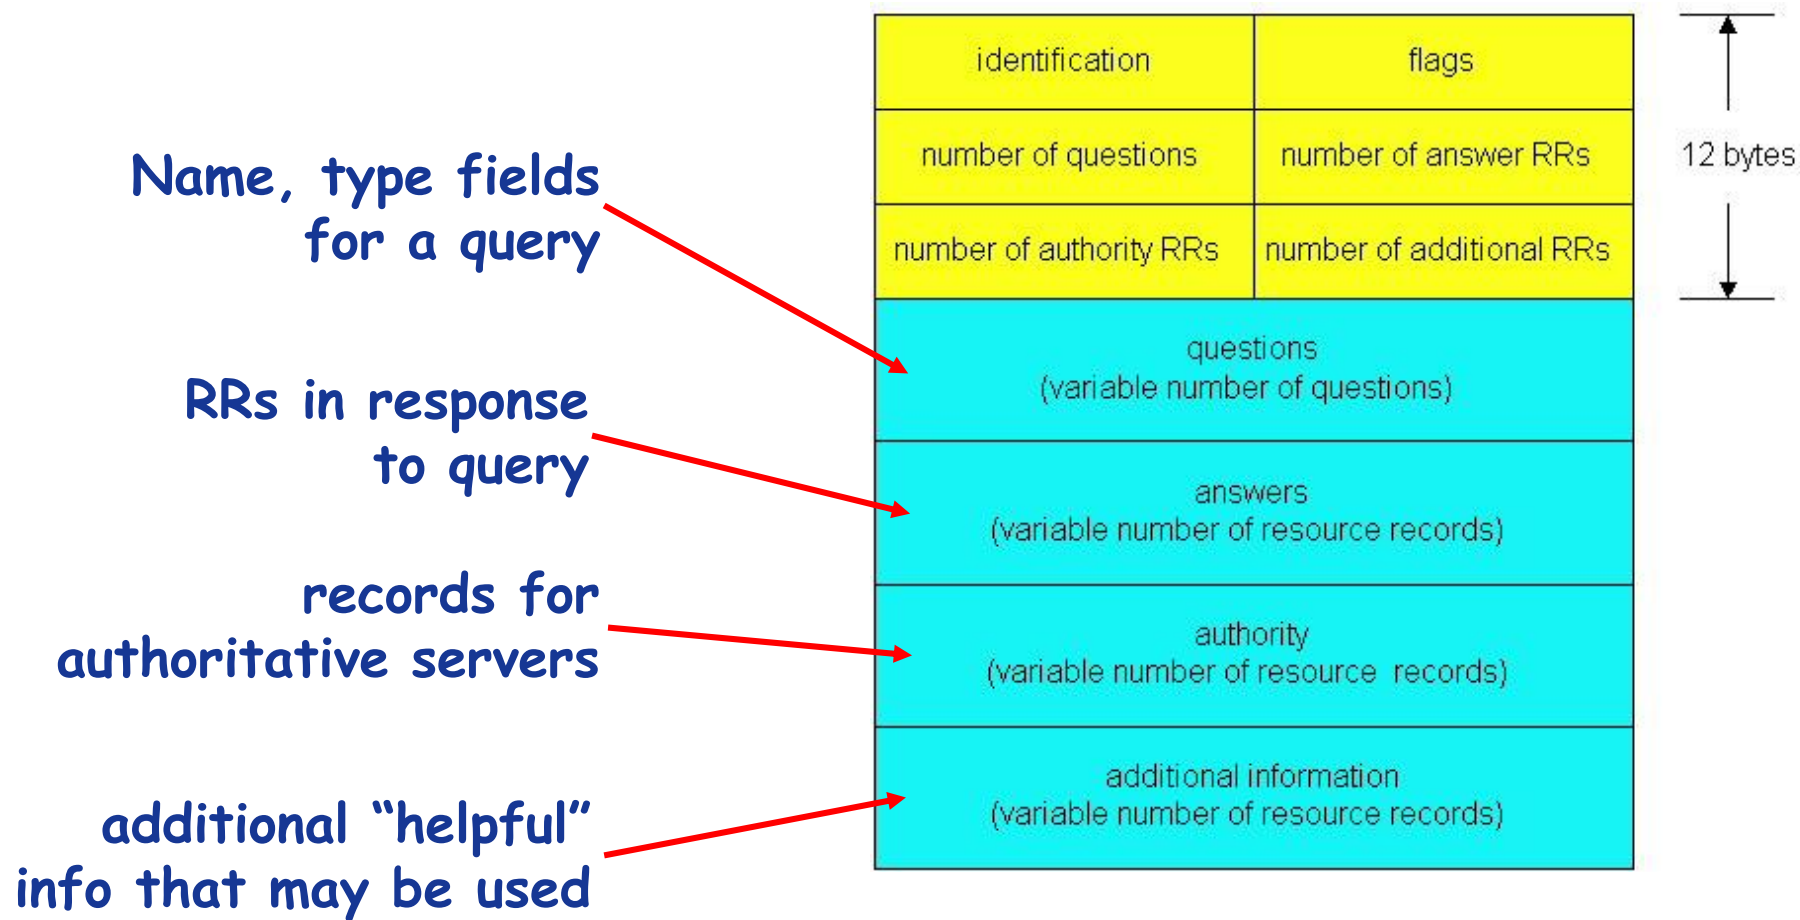 identification
flags
number of questions
number of answer RRs
12 bytes
number of authority RRs
number of additional RRs
Name, type fields
for a query
questions
(variable number of questions)
RRs in response
to query
answers
(variable number of resource records)
records for
authoritative servers
authority
(variable number of resource records)
additional “helpful”
info that may be used
additional information
(variable number of resource records)